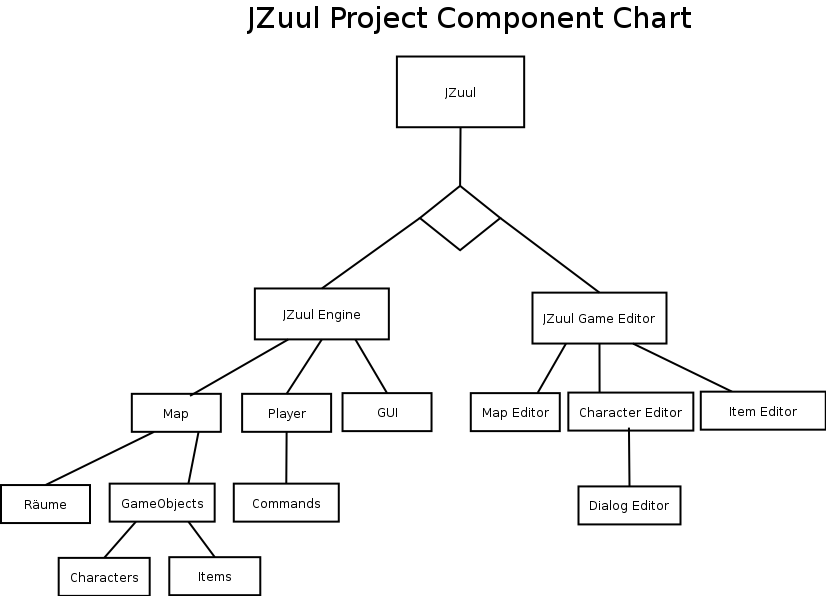 JZuul Project Component Chart
JZuul
JZuul Engine
JZuul Game Editor
Map
Player
GUI
Map Editor
Character Editor
Item Editor
Räume
GameObjects
Commands
Dialog Editor
Characters
Items